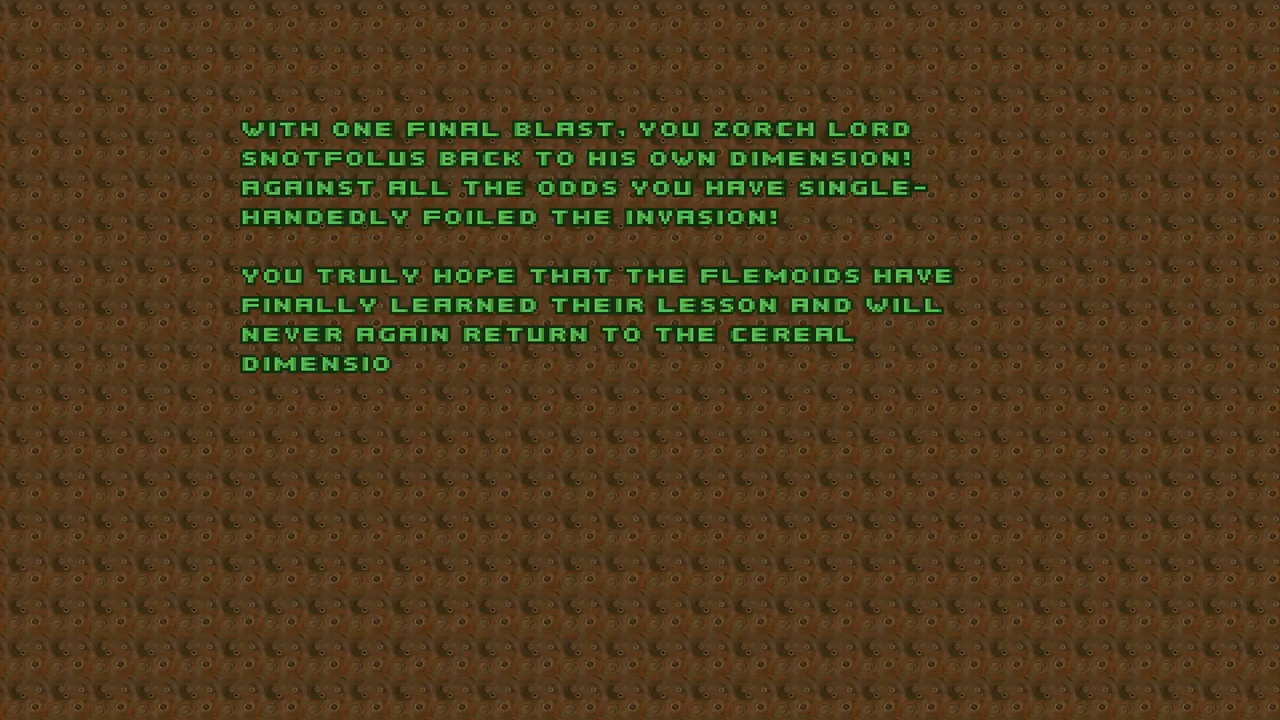 WITH ONE FINAL BLAST, YOU ZORCH LORD
SNOTFOLUS BACK TO HIS OWN DIMENSION!
AGAINST ALL THE ODDS YOU HAVE SINGLE-
HANDEDLY FOILED THE INVASION!
YOU TRULY HOPE THAT THE FLEMOIDS HAVE
FINALLY LEARNED THEIR LESSON AND WILL
NEVER AGAIN RETURN TO THE CEREAL
DIMENSIO